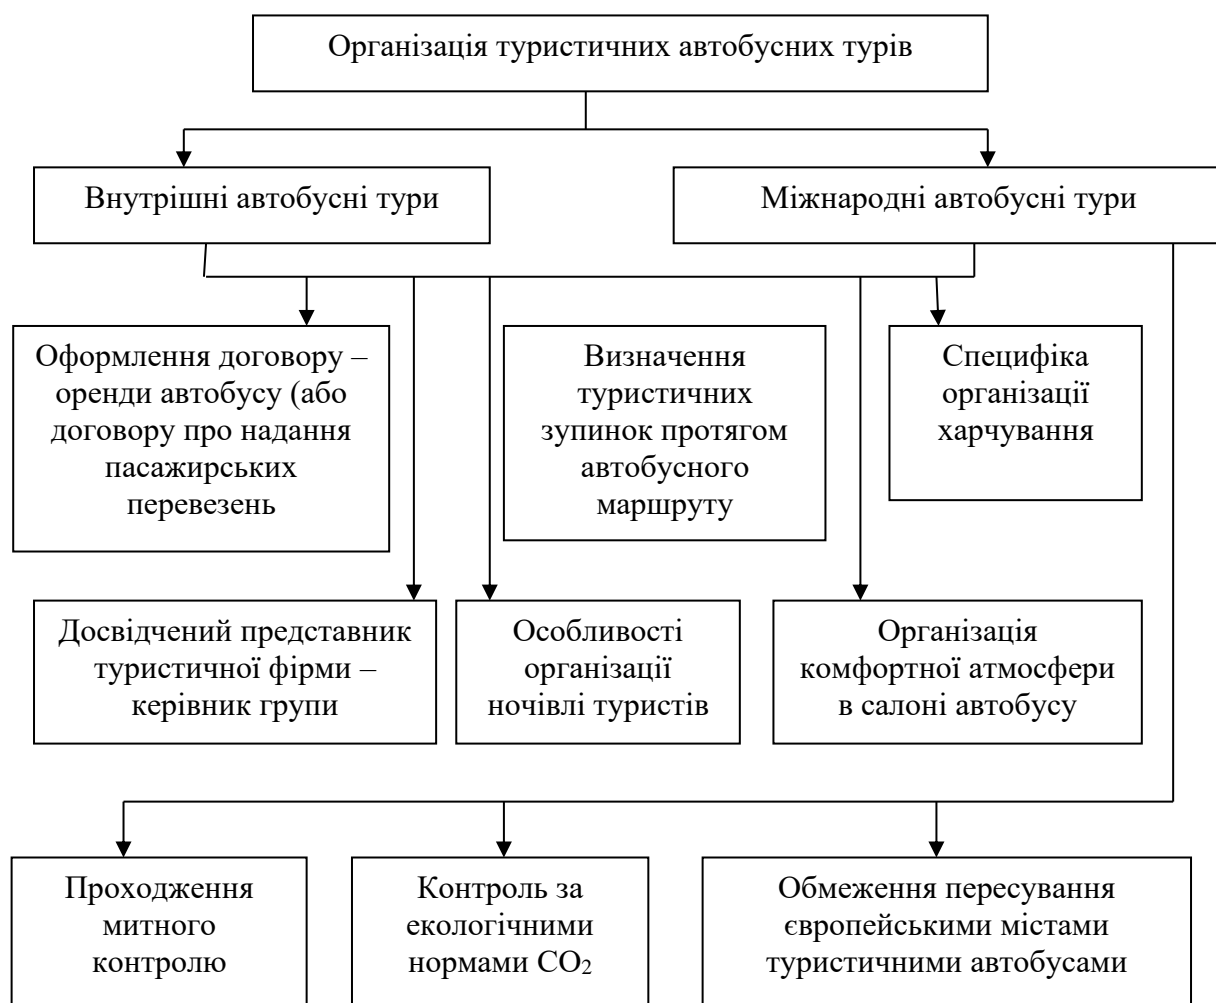 Організація туристичних автобусних турів
Внутрішні автобусні тури
Міжнародні автобусні тури
Оформлення договору –
оренди автобусу (або
договору про надання
пасажирських
перевезень
Визначення
туристичних
зупинок протягом
автобусного
маршруту
Специфіка
організації
харчування
Досвідчений представник
туристичної фірми –
керівник групи
Особливості
організації
ночівлі туристів
Організація
комфортної атмосфери
в салоні автобусу
Проходження
митного
контролю
Контроль за
екологічними
нормами CO₂
Обмеження пересування
європейськими містами
туристичними автобусами